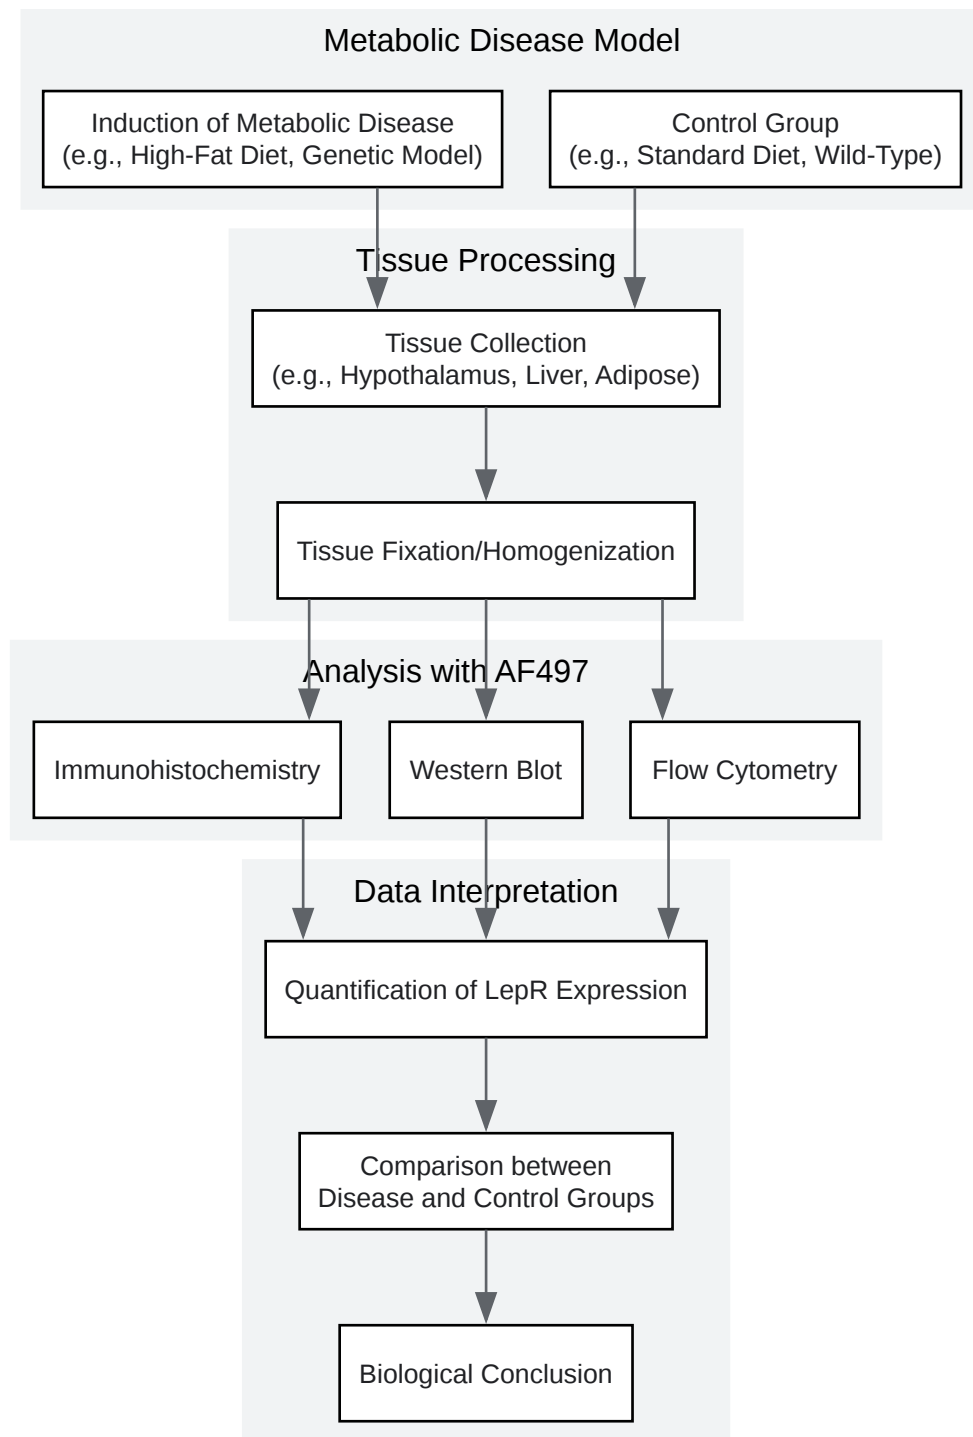 Metabolic Disease Model
Induction of Metabolic Disease
(e.g., High-Fat Diet, Genetic Model)
Control Group
(e.g., Standard Diet, Wild-Type)
Tissue Processing
Tissue Collection
(e.g., Hypothalamus, Liver, Adipose)
Tissue Fixation/Homogenization
Analysis with AF497
Immunohistochemistry
Western Blot
Flow Cytometry
Data Interpretation
Quantification of LepR Expression
Comparison between
Disease and Control Groups
Biological Conclusion